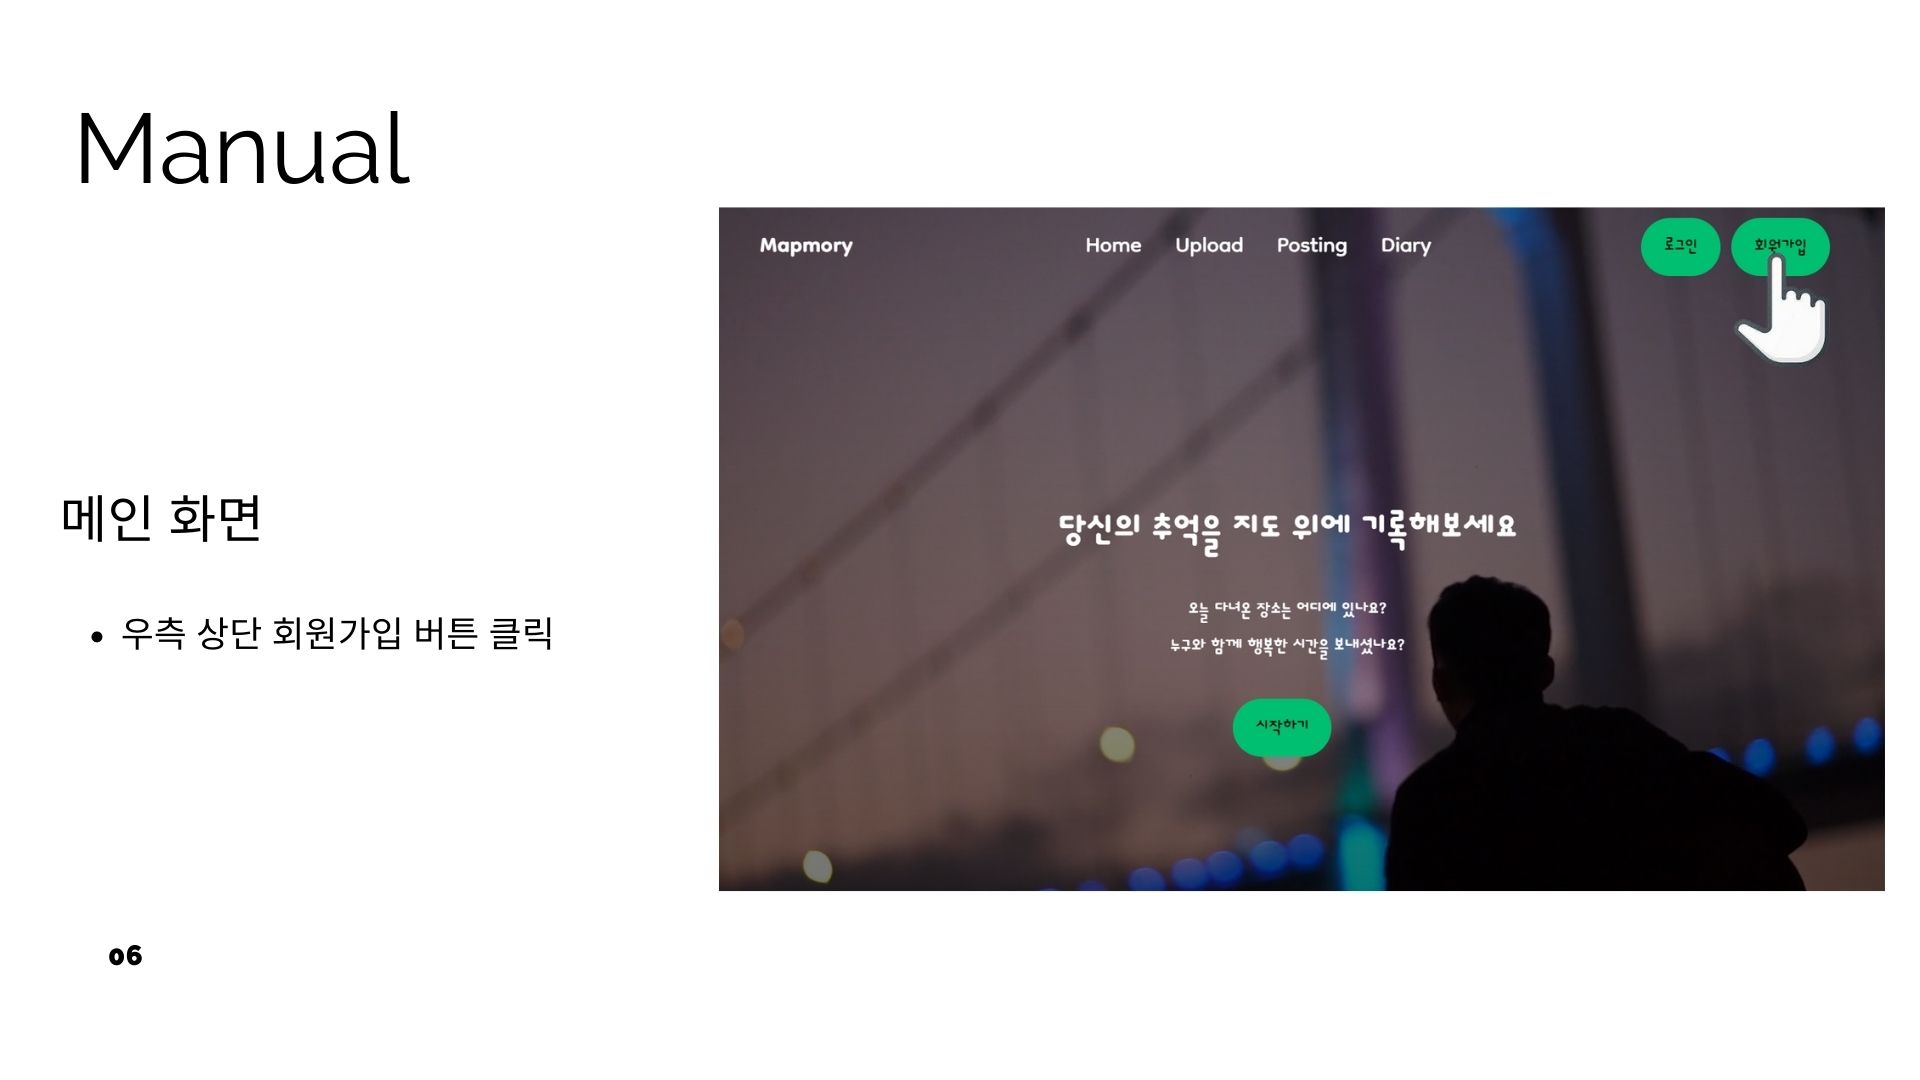 Manual
메인 화면
우측 상단 회원가입 버튼 클릭
Mapmory
Home Upload Posting Diary
로그인 회원가입
당신의 추억을 지도 위에 기록해보세요
오늘 다녀온 장소는 어디에 있나요?
누구와 함께 행복한 시간을 보내셨나요?
시작하기
06